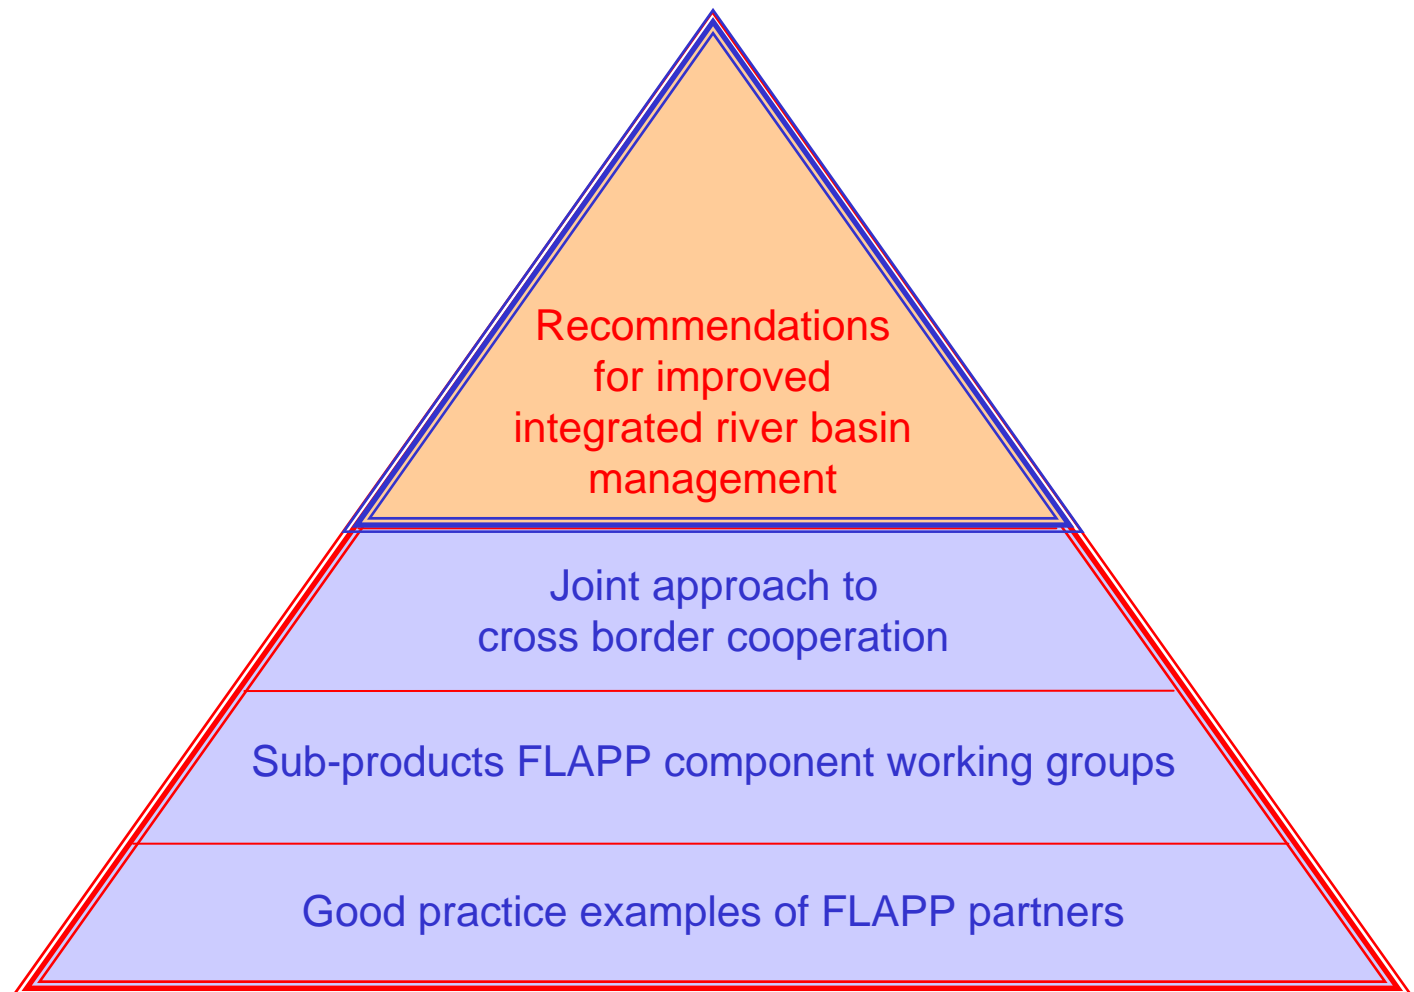 Recommendations
for improved
integrated river basin
management
Joint approach to
cross border cooperation
Sub-products FLAPP component working groups
Good practice examples of FLAPP partners